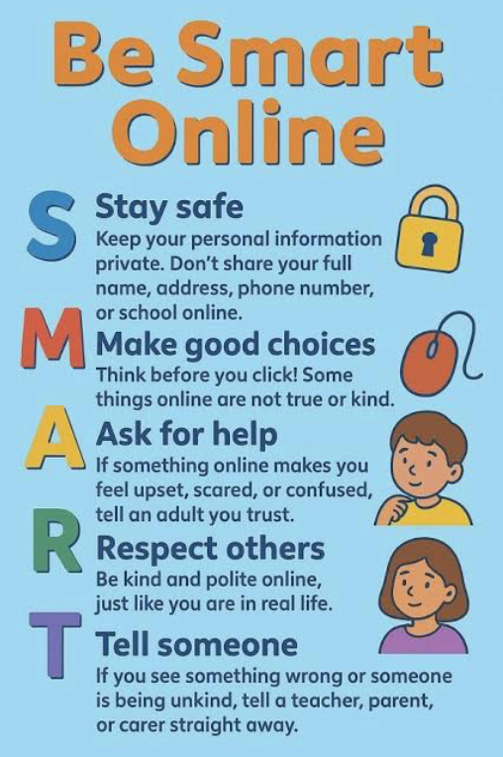 Be Smart
Online
S
Stay safe
Keep your personal information
private. Don't share your full
name, address, phone number,
or school online.
M
Make good choices
Think before you click! Some
things online are not true or kind.
A
Ask for help
If something online makes you
feel upset, scared, or confused,
tell an adult you trust.
R
Respect others
Be kind and polite online,
just like you are in real life.
T
Tell someone
If you see something wrong or someone
is being unkind, tell a teacher, parent,
or carer straight away.